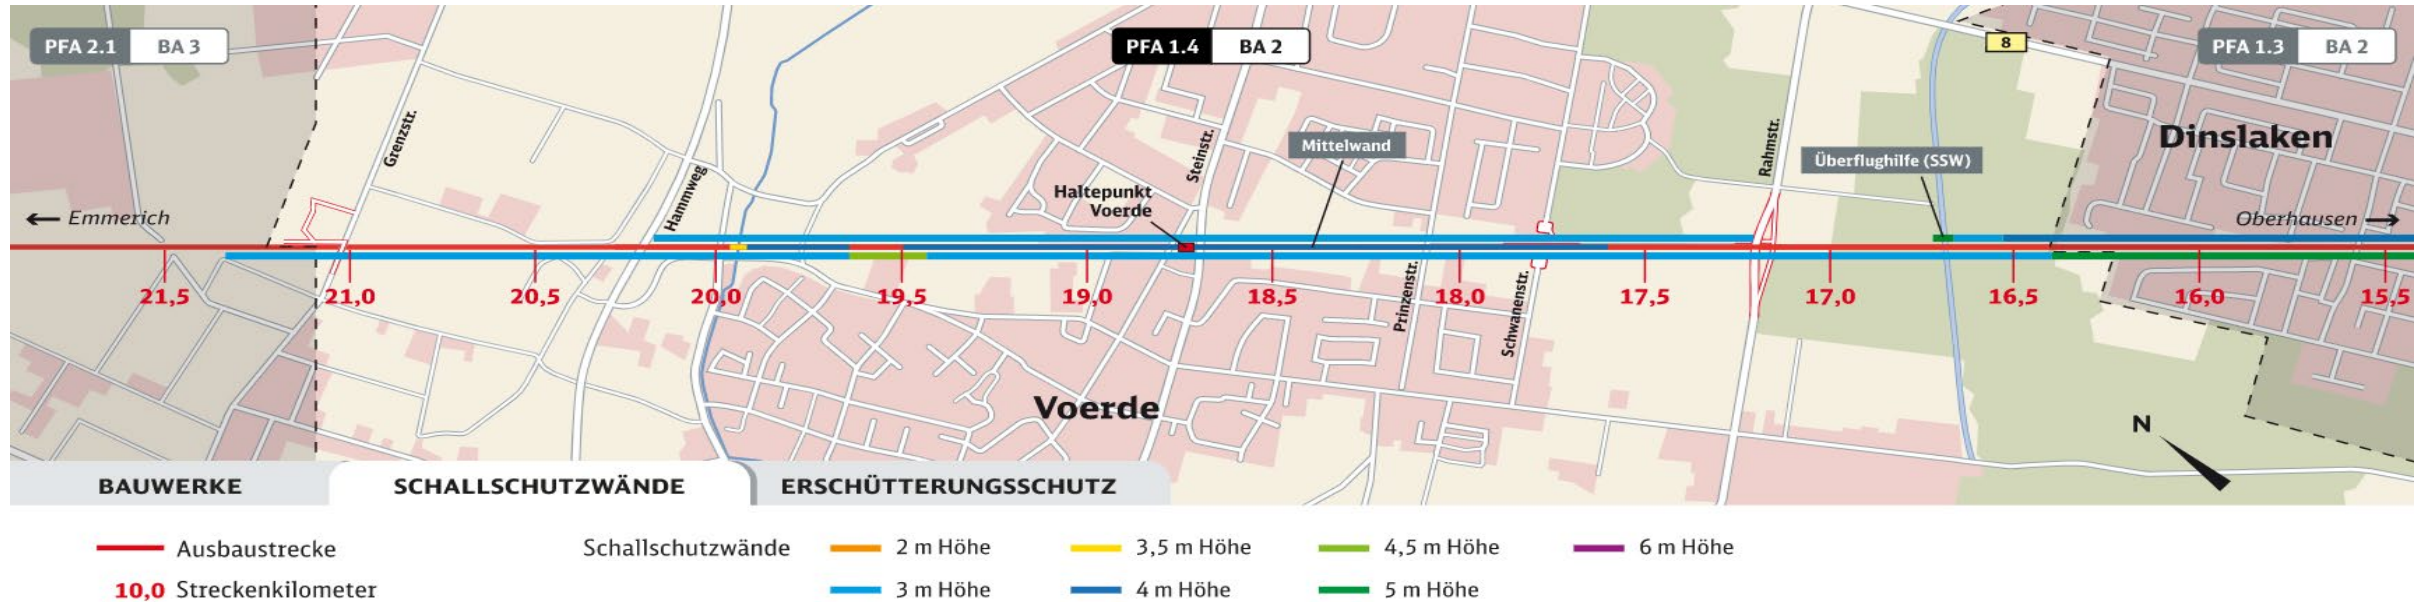 PFA 2.1 BA 3
PFA 1.4 BA 2
8
PFA 1.3 BA 2
Grenzstr.
Hammweg
Steinstr.
Mittelwand
Rahmstr.
Überflughilfe (SSW)
Dinslaken
Haltepunkt
Voerde
← Emmerich
Oberhausen →
21,5 21,0 20,5 20,0 19,5 19,0 18,5 18,0 17,5 17,0 16,5 16,0 15,5
Prinzenstr.
Schwanenstr.
Voerde
N
BAUWERKE SCHALLSCHUTZWÄNDE ERSCHÜTTERUNGSSCHUTZ
Ausbaustrecke Schallschutzwände 2 m Höhe 3,5 m Höhe 4,5 m Höhe 6 m Höhe
10,0 Streckenkilometer 3 m Höhe 4 m Höhe 5 m Höhe